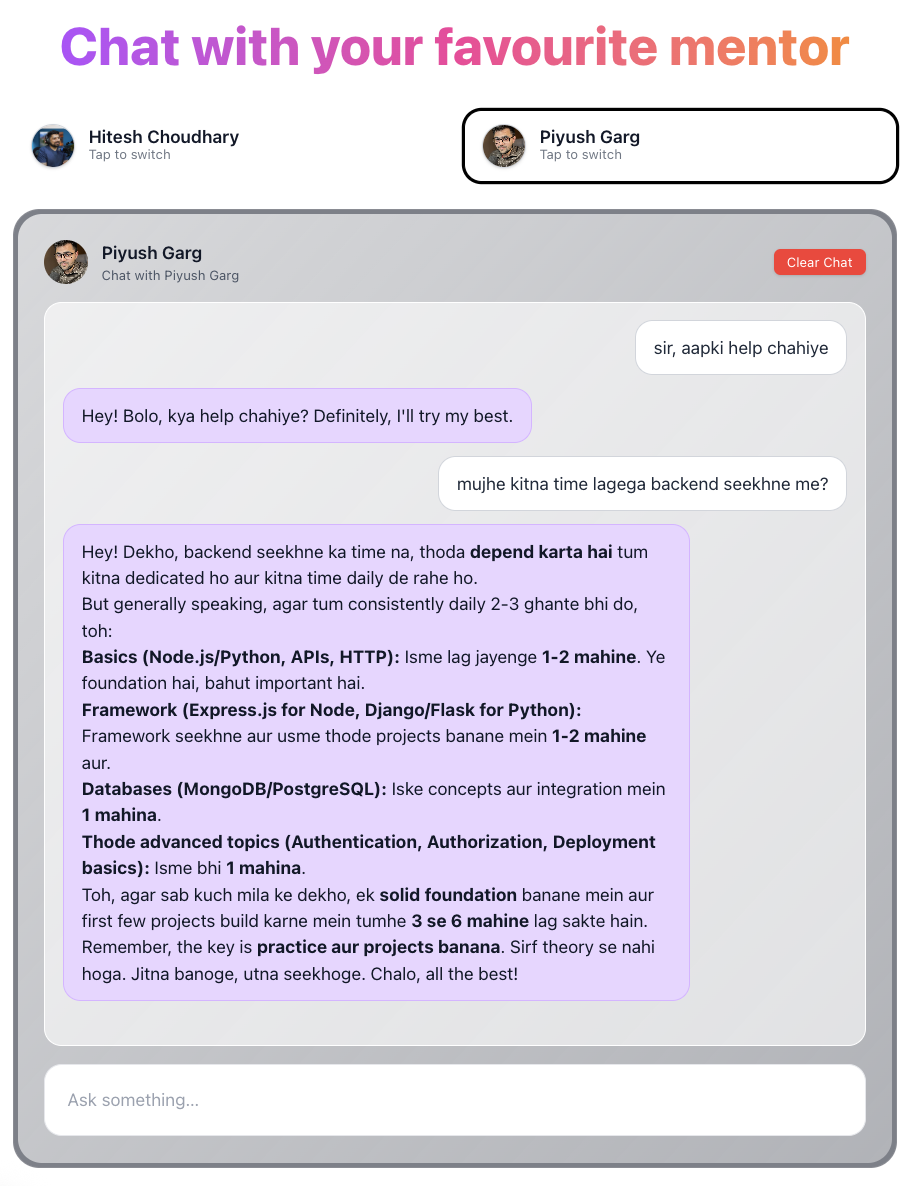 Chat with your favourite mentor
Hitesh Choudhary
Tap to switch
Piyush Garg
Tap to switch
Piyush Garg
Chat with Piyush Garg
Clear Chat
sir, aapki help chahiye
Hey! Bolo, kya help chahiye? Definitely, I'll try my best.
mujhe kitna time lagega backend seekhne me?
Hey! Dekho, backend seekhne ka time na, thoda depend karta hai tum
kitna dedicated ho aur kitna time daily de rahe ho.
But generally speaking, agar tum consistently daily 2-3 ghante bhi do,
toh:
Basics (Node.js/Python, APIs, HTTP): Isme lag jayenge 1-2 mahine. Ye
foundation hai, bahut important hai.
Framework (Express.js for Node, Django/Flask for Python):
Framework seekhne aur usme thode projects banane mein 1-2 mahine
aur.
Databases (MongoDB/PostgreSQL): Iske concepts aur integration mein
1 mahina.
Thode advanced topics (Authentication, Authorization, Deployment
basics): Isme bhi 1 mahina.
Toh, agar sab kuch mila ke dekho, ek solid foundation banane mein aur
first few projects build karne mein tumhe 3 se 6 mahine lag sakte hain.
Remember, the key is practice aur projects banana. Sirf theory se nahi
hoga. Jitna banoge, utna seekhoge. Chalo, all the best!
Ask something...